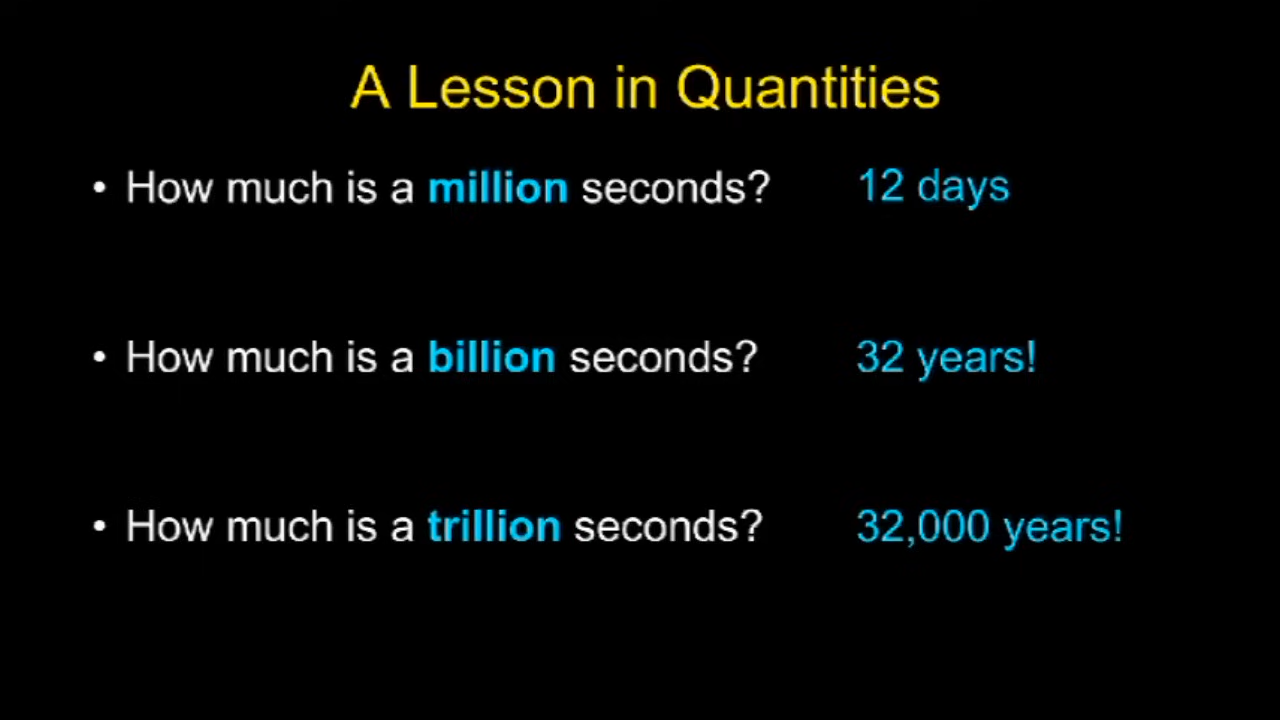 A Lesson in Quantities
• How much is a million seconds? 12 days
• How much is a billion seconds? 32 years!
• How much is a trillion seconds? 32,000 years!